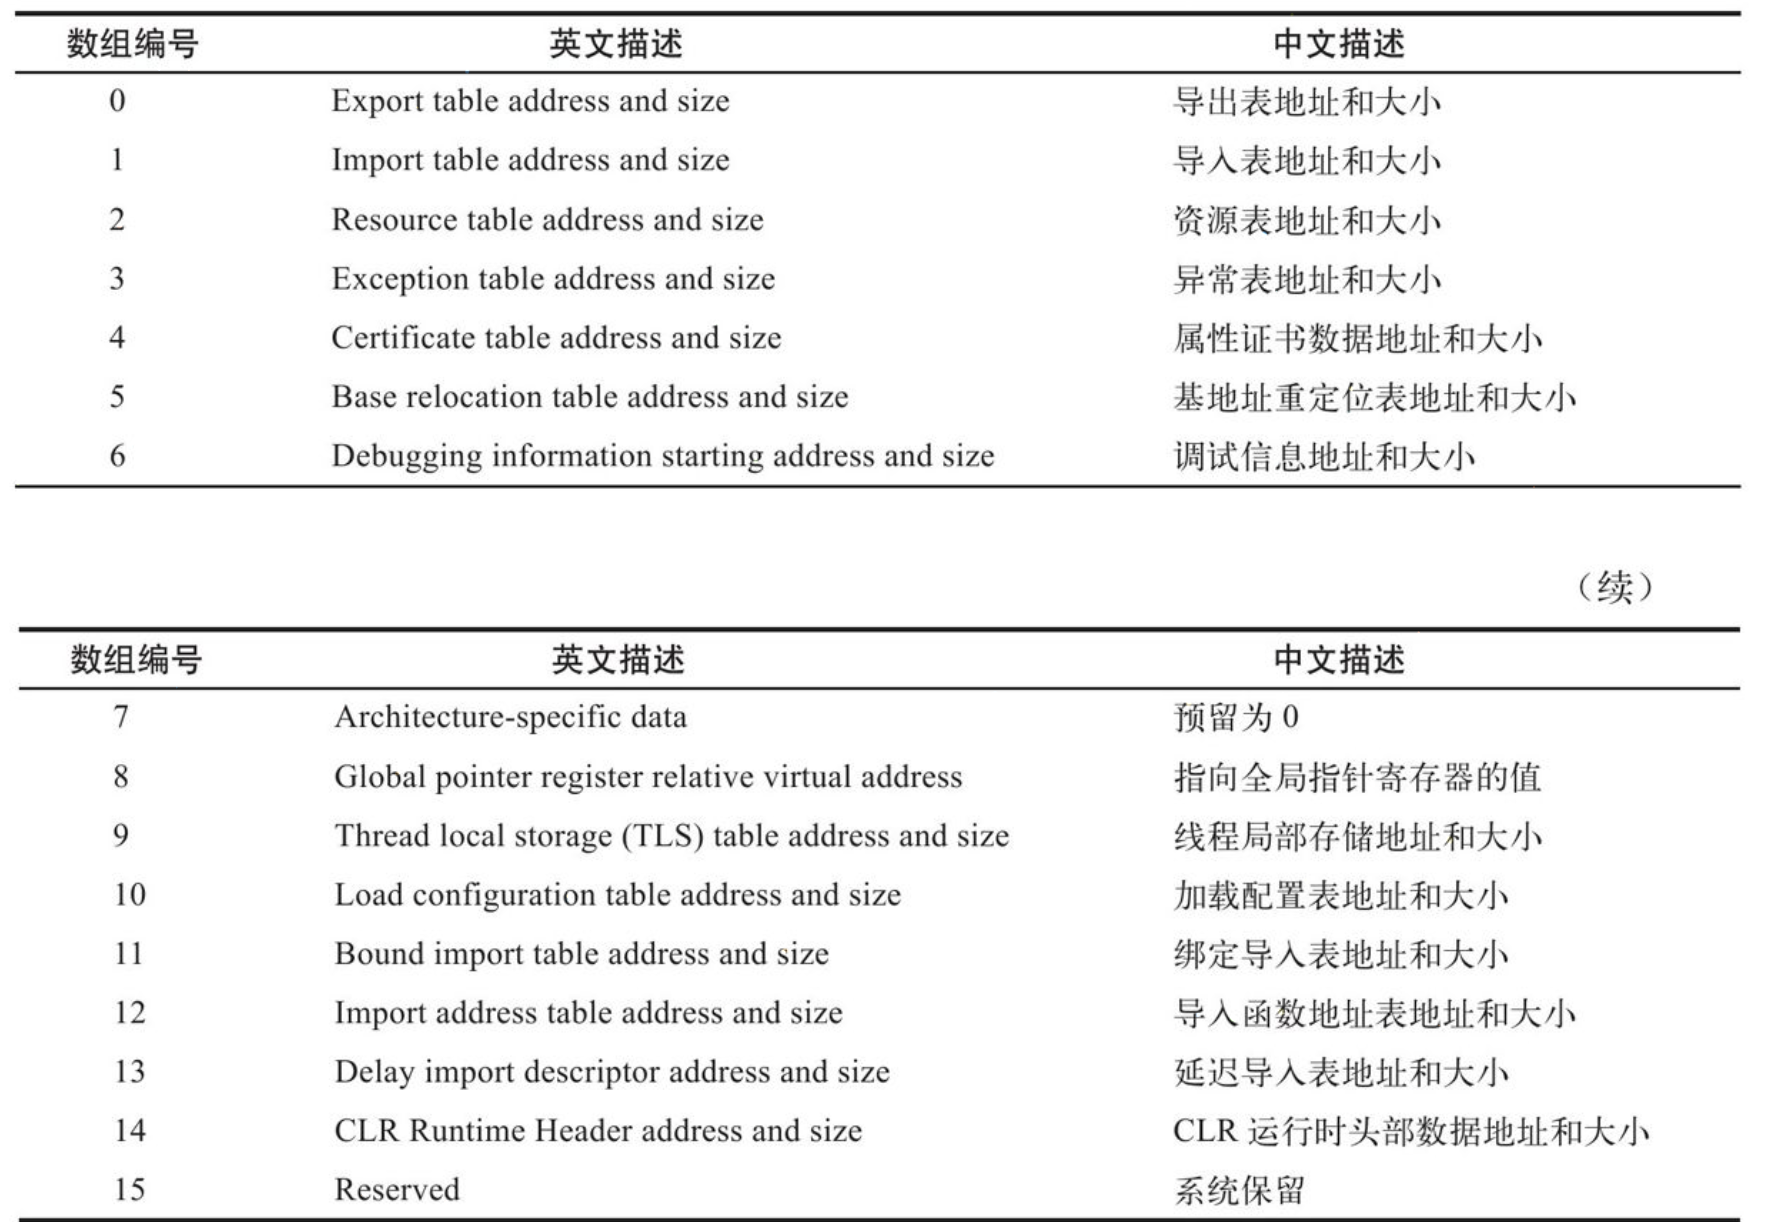 数组编号 英文描述 中文描述
0 Export table address and size 导出表地址和大小
1 Import table address and size 导入表地址和大小
2 Resource table address and size 资源表地址和大小
3 Exception table address and size 异常表地址和大小
4 Certificate table address and size 属性证书数据地址和大小
5 Base relocation table address and size 基地址重定位表地址和大小
6 Debugging information starting address and size 调试信息地址和大小
（续）
数组编号 英文描述 中文描述
7 Architecture-specific data 预留为 0
8 Global pointer register relative virtual address 指向全局指针寄存器的值
9 Thread local storage (TLS) table address and size 线程局部存储地址和大小
10 Load configuration table address and size 加载配置表地址和大小
11 Bound import table address and size 绑定导入表地址和大小
12 Import address table address and size 导入函数地址表地址和大小
13 Delay import descriptor address and size 延迟导入表地址和大小
14 CLR Runtime Header address and size CLR 运行时头部数据地址和大小
15 Reserved 系统保留